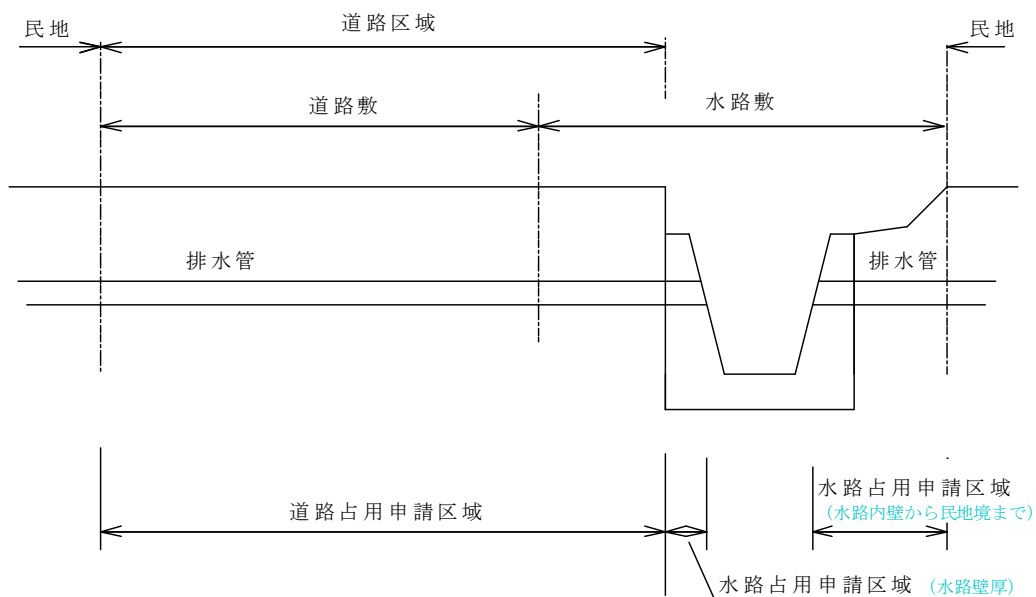 民地
道路区域
民地
道路敷
水路敷
排水管
排水管
道路占用申請区域
水路占用申請区域
(水路内壁から民地境まで)
水路占用申請区域 (水路壁厚)